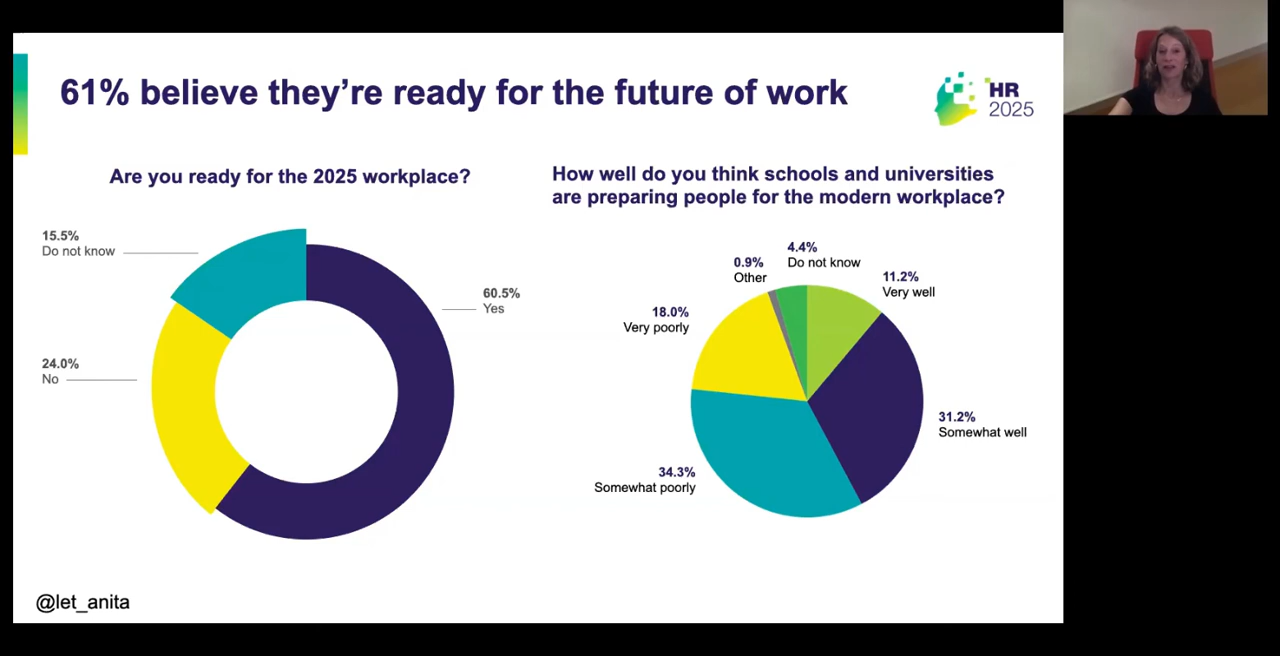 61% believe they’re ready for the future of work
HR
2025
Are you ready for the 2025 workplace?
15.5%
Do not know
60.5%
Yes
24.0%
No
How well do you think schools and universities
are preparing people for the modern workplace?
4.4%
Do not know
0.9%
Other
11.2%
Very well
18.0%
Very poorly
31.2%
Somewhat well
34.3%
Somewhat poorly
@let_anita